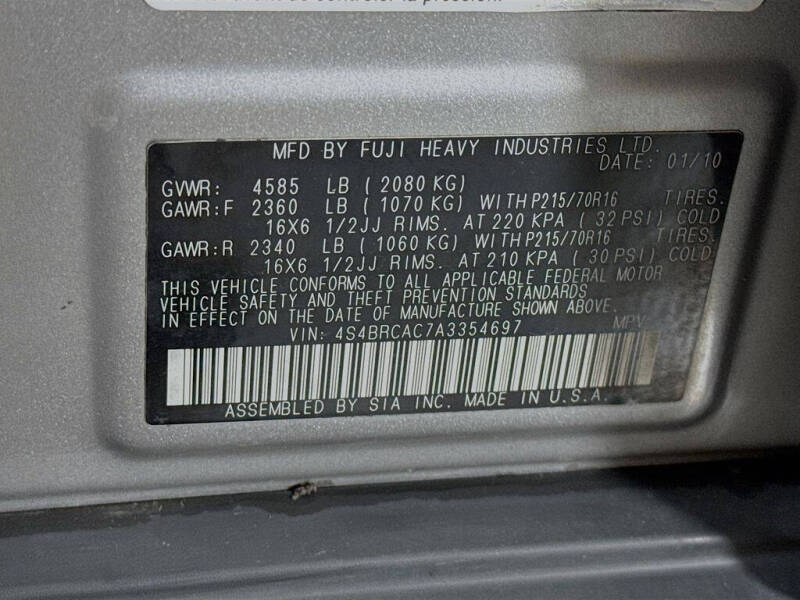 de contrôler la pression.
MFD BY FUJI HEAVY INDUSTRIES LTD.
DATE: 01/10
GVWR: 4585 LB ( 2080 KG)
GAWR:F 2360 LB ( 1070 KG) WITH P215/70R16 TIRES.
16X6 1/2JJ RIMS. AT 220 KPA ( 32 PSI) COLD
GAWR:R 2340 LB ( 1060 KG) WITH P215/70R16 TIRES.
16X6 1/2JJ RIMS. AT 210 KPA ( 30 PSI) COLD
THIS VEHICLE CONFORMS TO ALL APPLICABLE FEDERAL MOTOR
VEHICLE SAFETY AND THEFT PREVENTION STANDARDS
IN EFFECT ON THE DATE OF MANUFACTURE SHOWN ABOVE.
VIN: 4S4BRCAC7A3354697 MPV
ASSEMBLED BY SIA INC. MADE IN U.S.A.